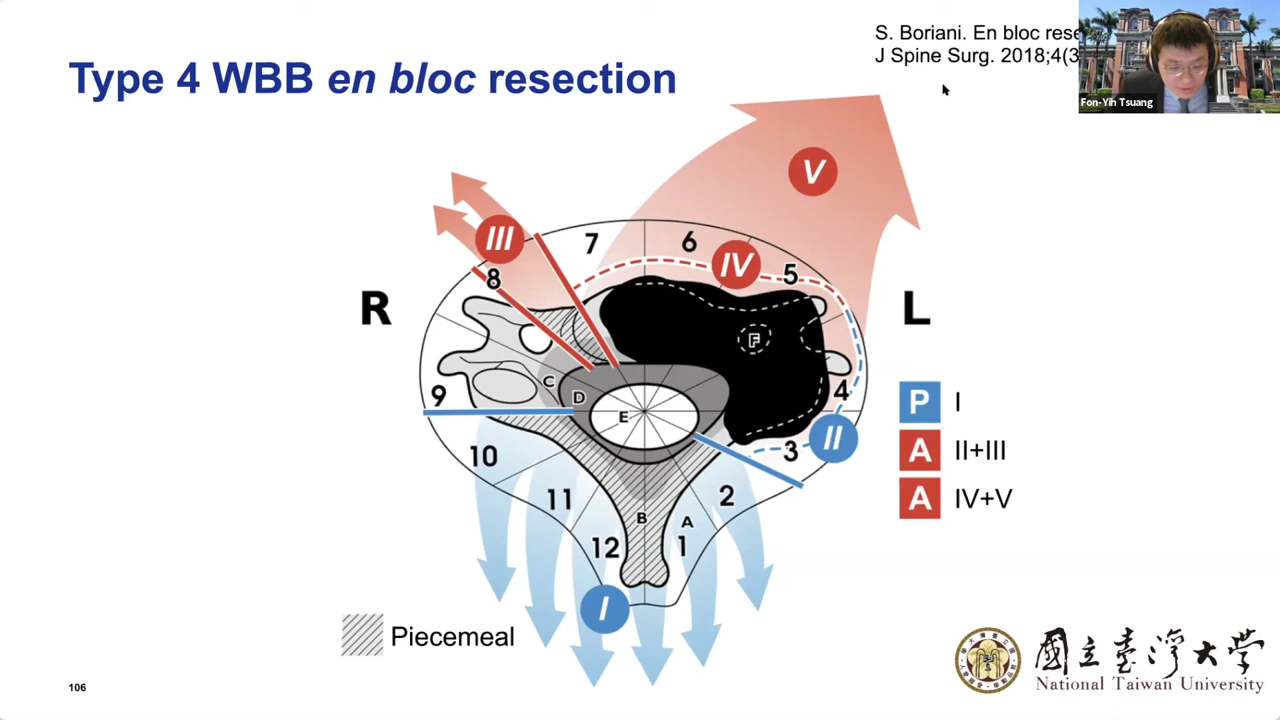 S. Boriani. En bloc rese
J Spine Surg. 2018;4(3
Fon-Yih Tsuang
Type 4 WBB en bloc resection
V
III
7
6
IV
5
8
R
L
F
C
D
9
E
4
P I
II
3
A II+III
10
2
11
A IV+V
B
A
12
1
I
Piecemeal
106
國立臺灣大學
National Taiwan University